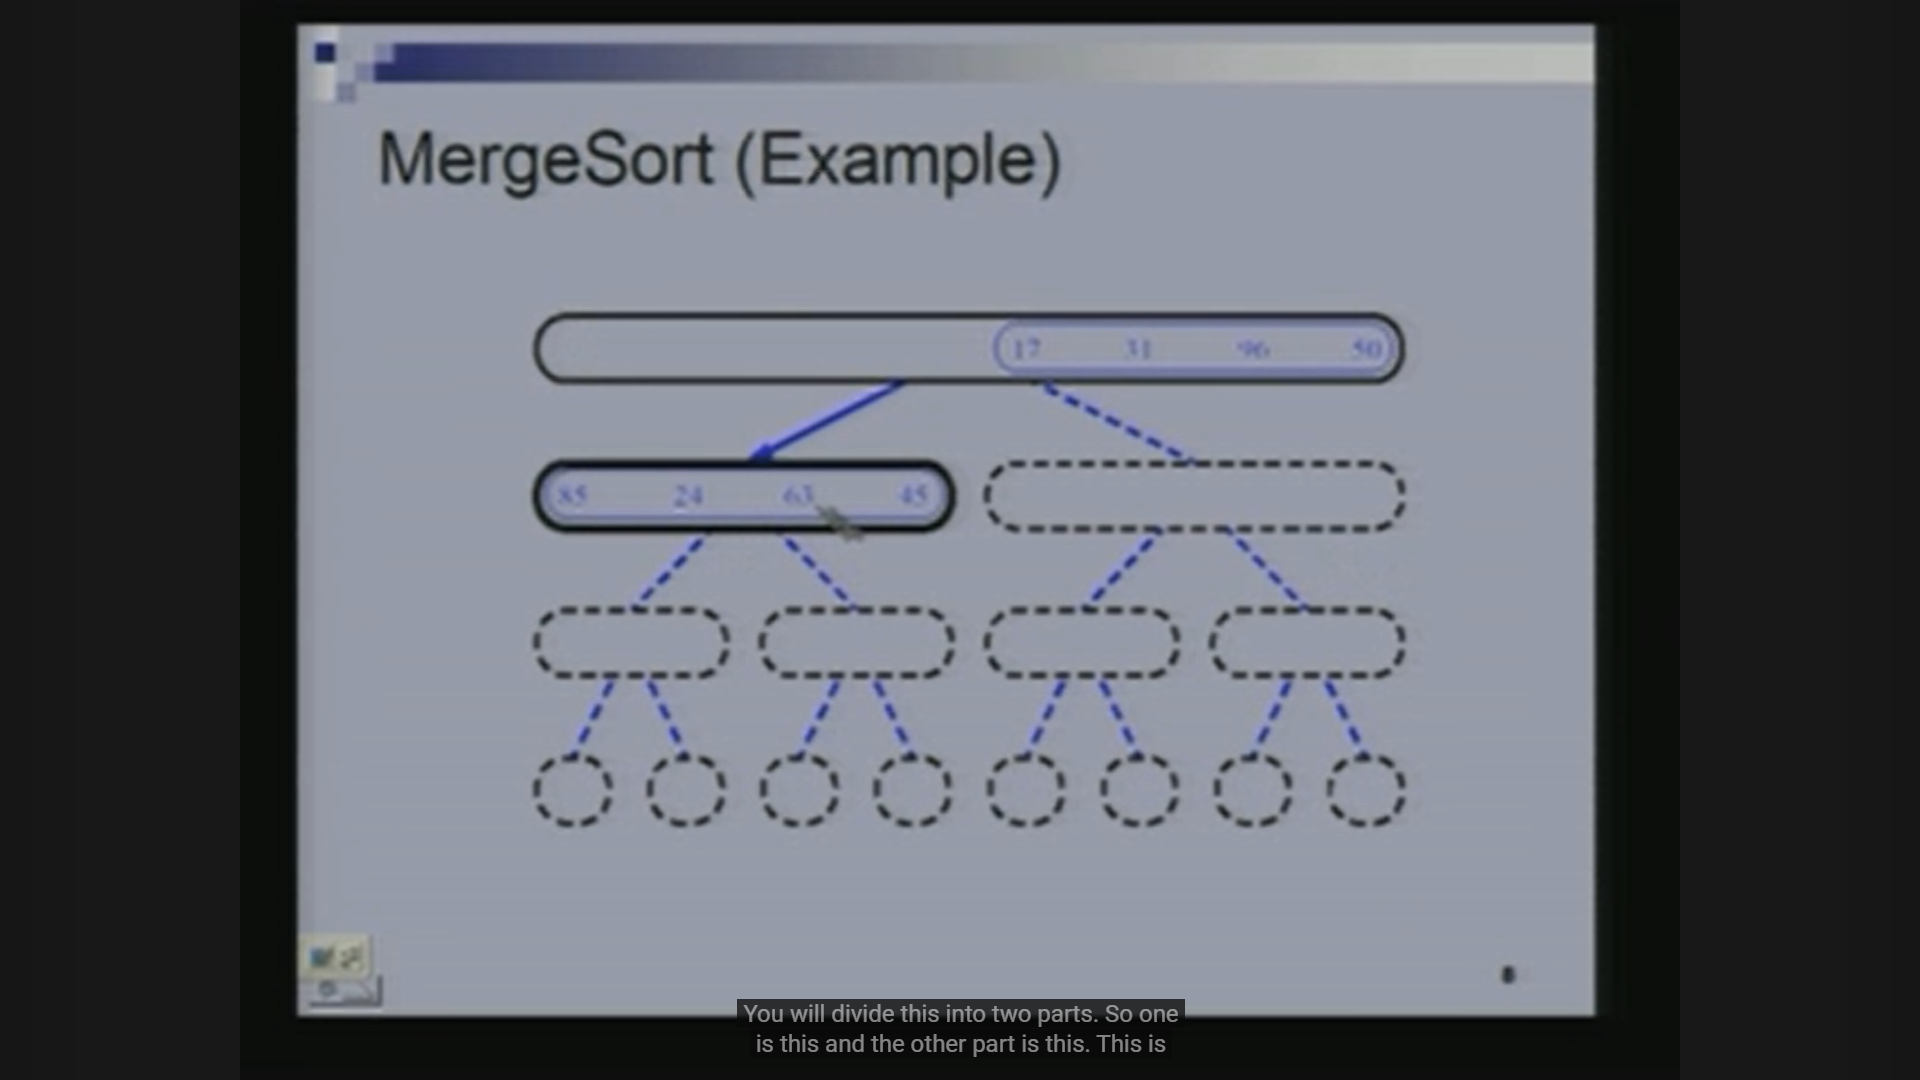 MergeSort (Example)
17 31 96 50
85 24 63 45
8
You will divide this into two parts. So one
is this and the other part is this. This is